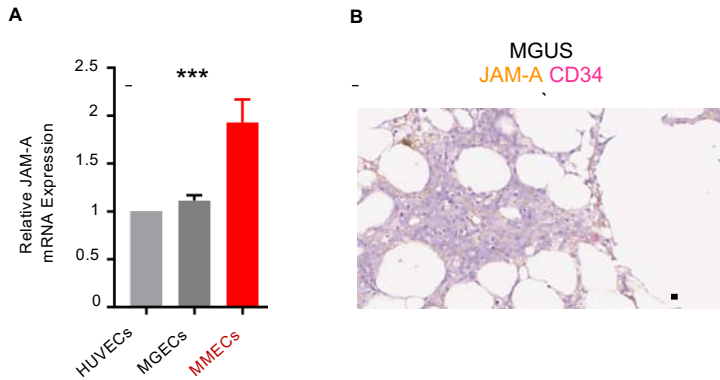 A
Relative JAM-A
mRNA Expression
***
2.5
2
1.5
1
0.5
0
HUVECs
MGECs
MMECs
B
MGUS
JAM-A CD34